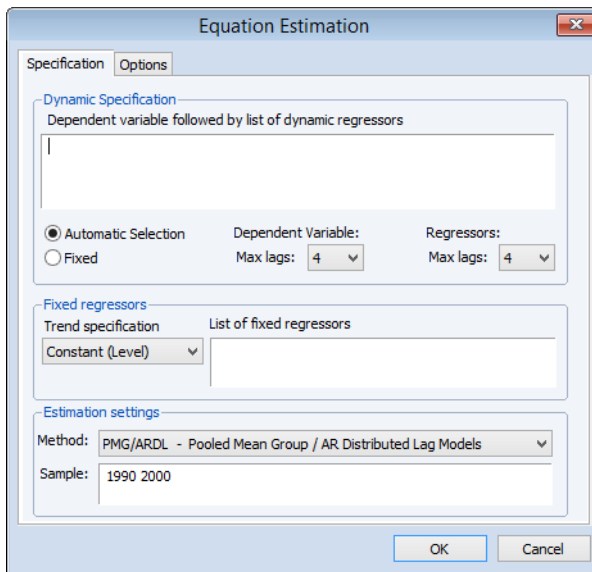 Equation Estimation
Specification Options
Dynamic Specification
Dependent variable followed by list of dynamic regressors
Automatic Selection Dependent Variable: Regressors:
Fixed Max lags: 4 Max lags: 4
Fixed regressors
Trend specification List of fixed regressors
Constant (Level)
Estimation settings
Method: PMG/ARDL - Pooled Mean Group / AR Distributed Lag Models
Sample: 1990 2000
OK Cancel